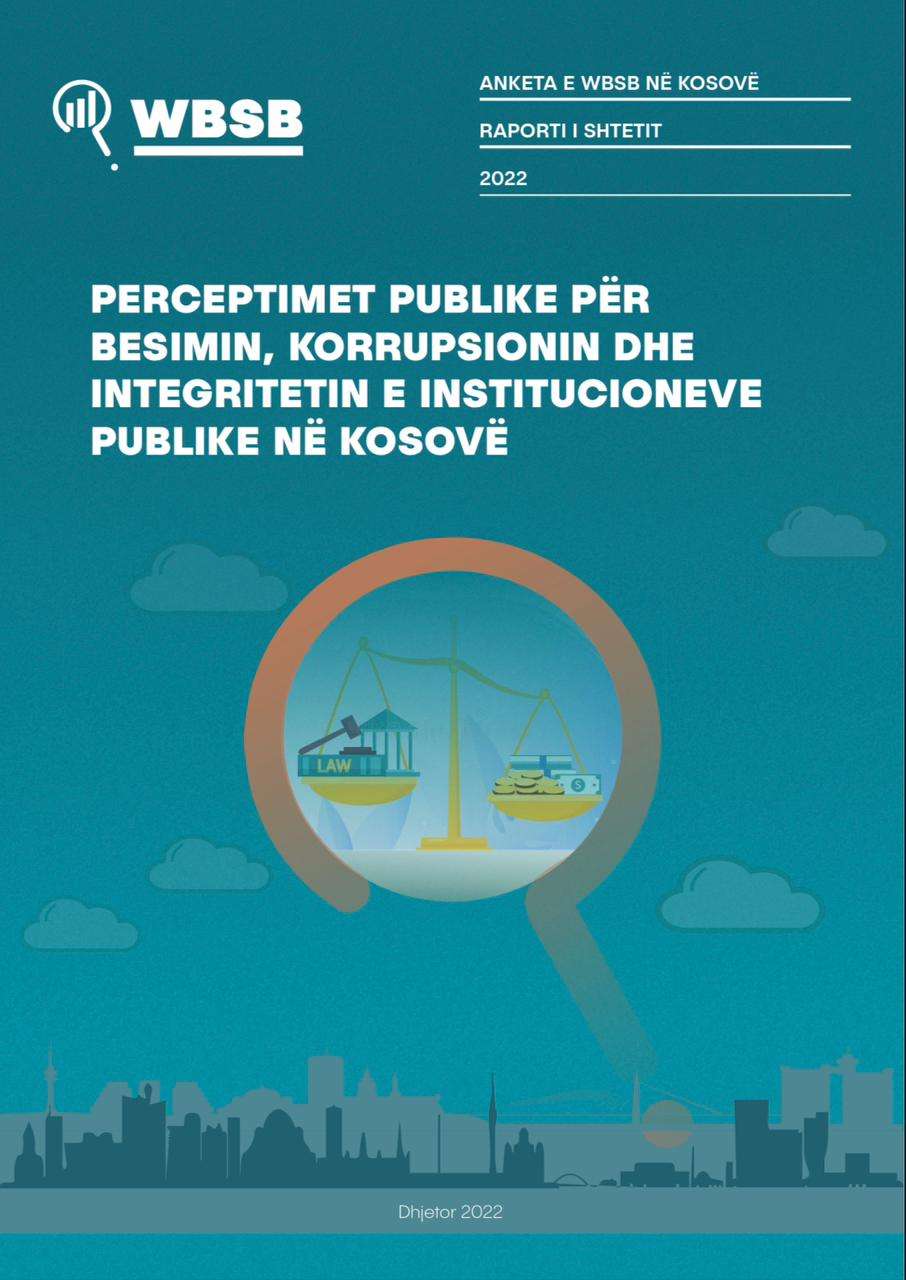 WBSB
ANKETA E WBSB NË KOSOVË
RAPORTI I SHTETIT
2022
PERCEPTIMET PUBLIKE PËR
BESIMIN, KORRUPSIONIN DHE
INTEGRITETIN E INSTITUCIONEVE
PUBLIKE NË KOSOVË
LAW
$
Dhjetor 2022